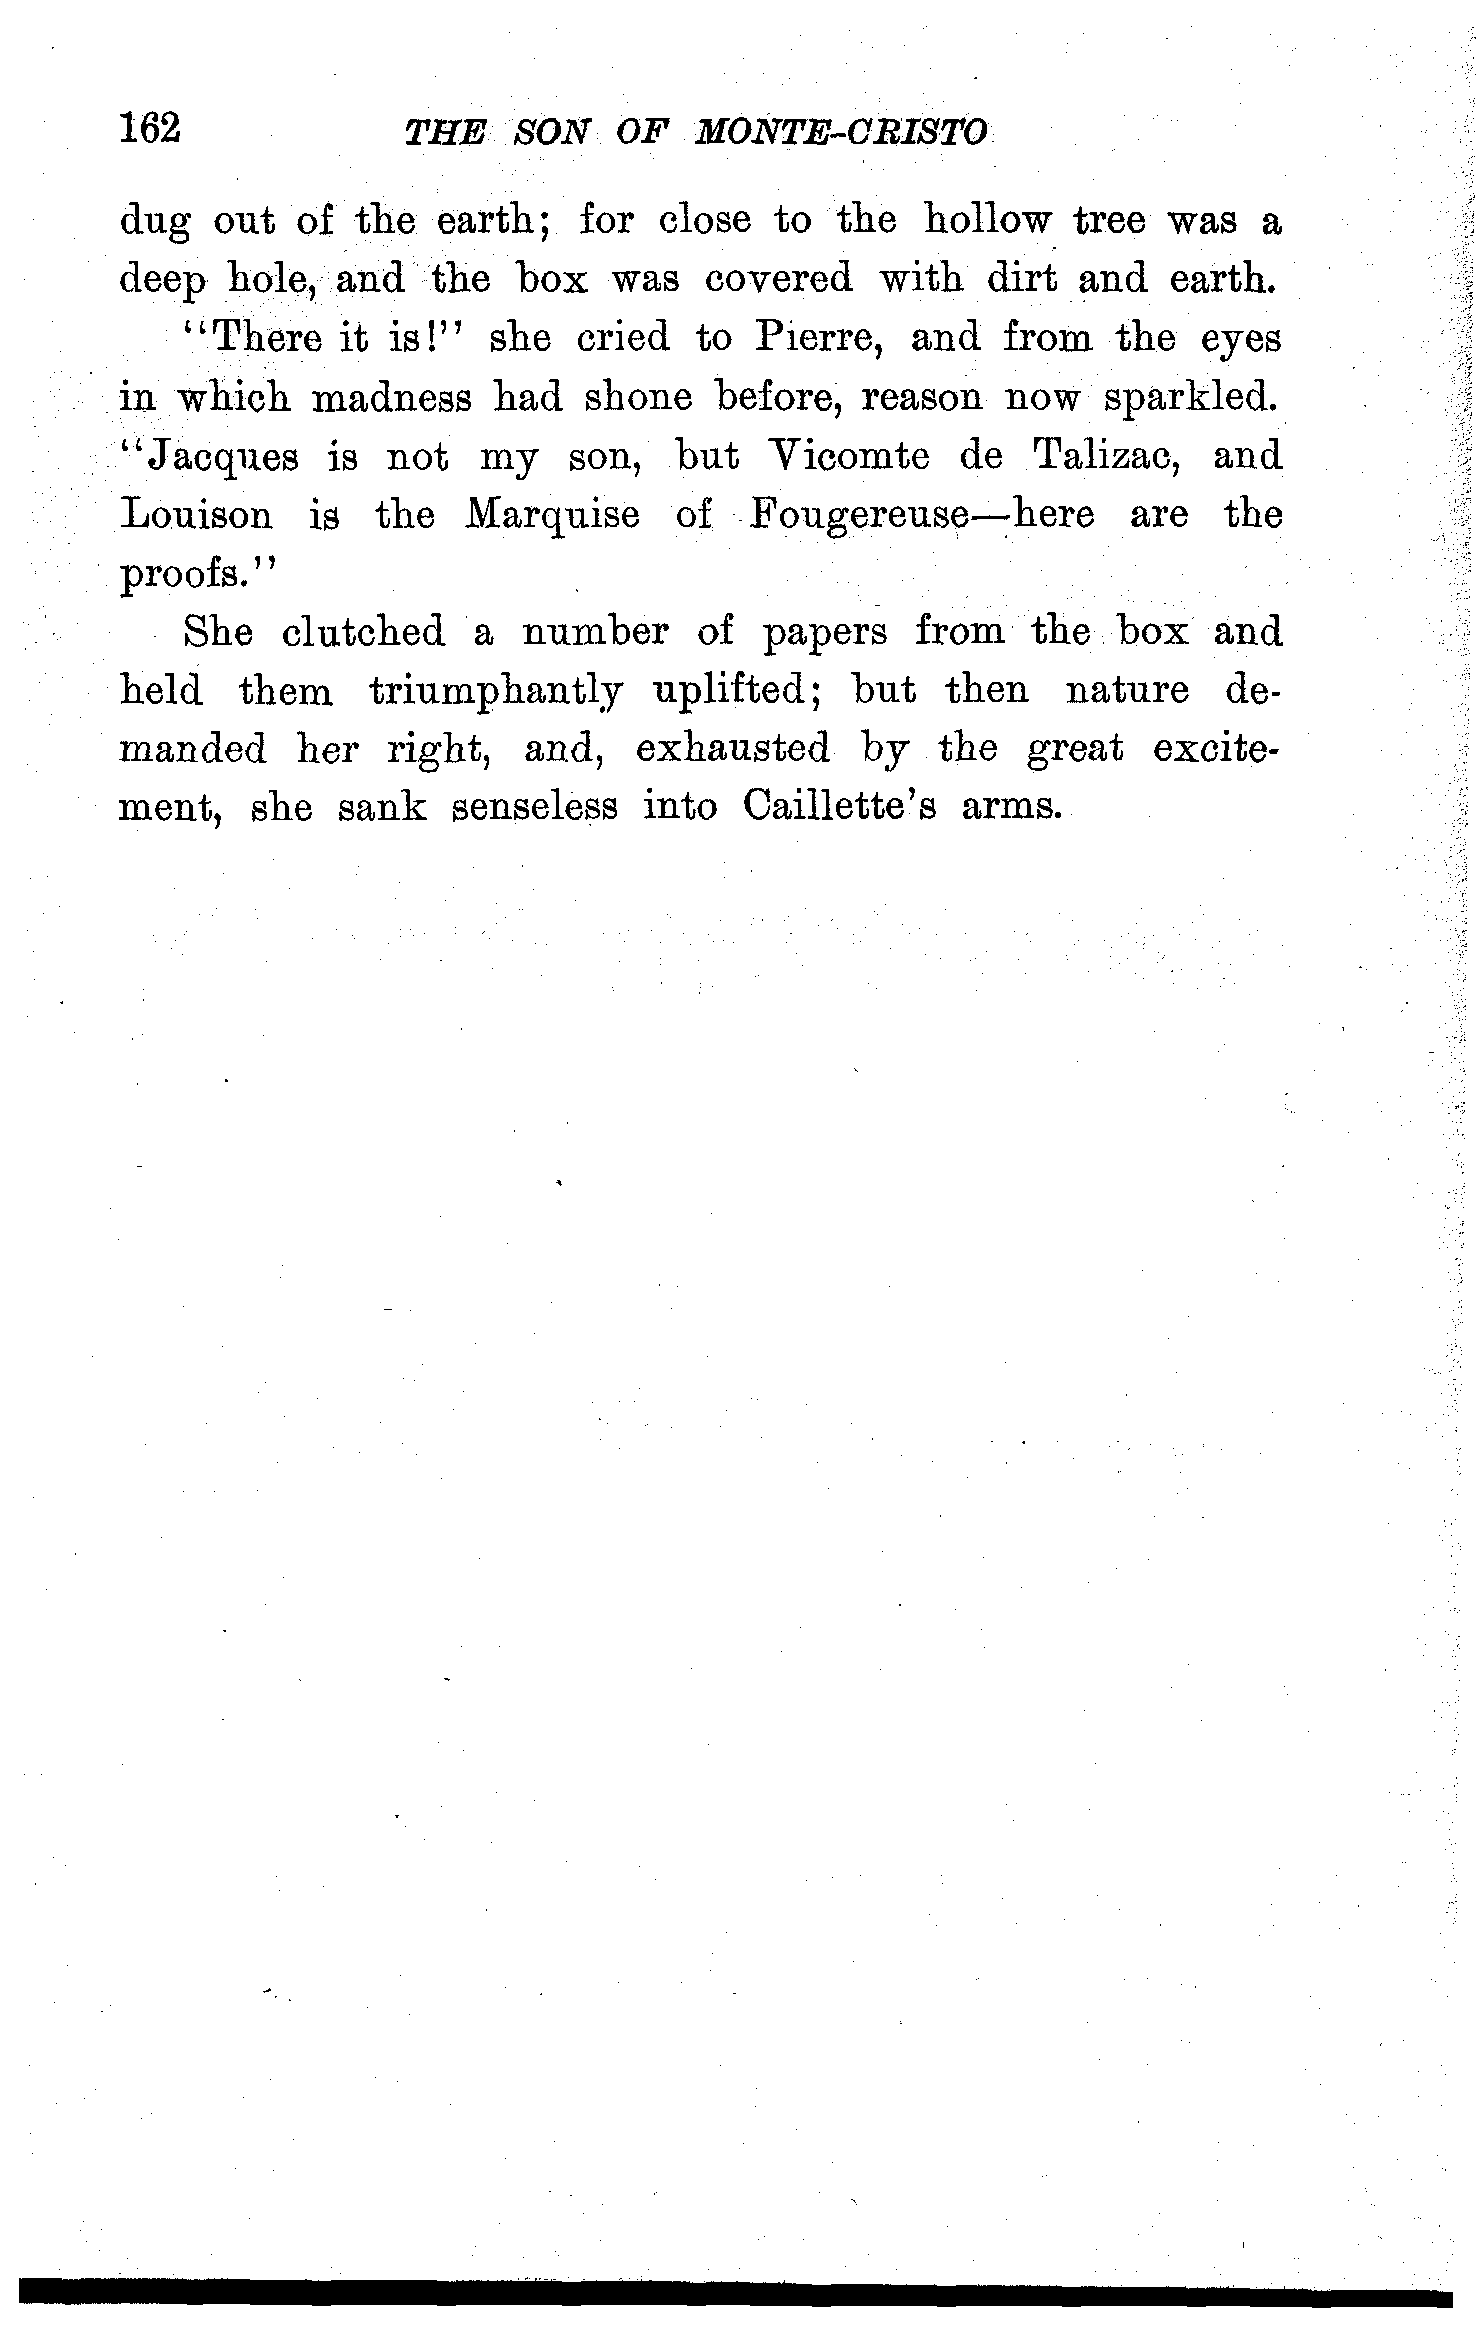 162 THE SON OF MONTE-CRISTO
dug out of the earth; for close to the hollow tree was a
deep hole, and the box was covered with dirt and earth.
"There it is!" she cried to Pierre, and from the eyes
in which madness had shone before, reason now sparkled.
"Jacques is not my son, but Vicomte de Talizac, and
Louison is the Marquise of Fougereuse—here are the
proofs."
She clutched a number of papers from the box and
held them triumphantly uplifted; but then nature de-
manded her right, and, exhausted by the great excite-
ment, she sank senseless into Caillette's arms.